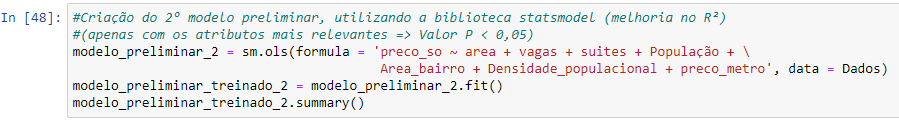 In [48]: #Criação do 2º modelo preliminar, utilizando a biblioteca statsmodel (melhoria no R²)
#(apenas com os atributos mais relevantes => Valor P < 0,05)
modelo_preliminar_2 = sm.ols(formula = 'preco_so ~ area + vagas + suites + População + \
Area_bairro + Densidade_populacional + preco_metro', data = Dados)
modelo_preliminar_treinado_2 = modelo_preliminar_2.fit()
modelo_preliminar_treinado_2.summary()